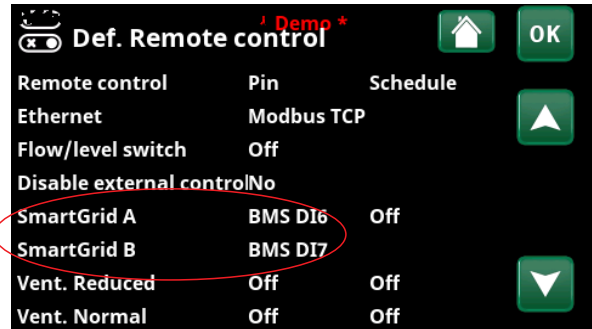 Demo *
Def. Remote control
OK
Remote control Pin Schedule
Ethernet Modbus TCP
Flow/level switch Off
Disable external control No
SmartGrid A BMS DI6 Off
SmartGrid B BMS DI7
Vent. Reduced Off Off
Vent. Normal Off Off